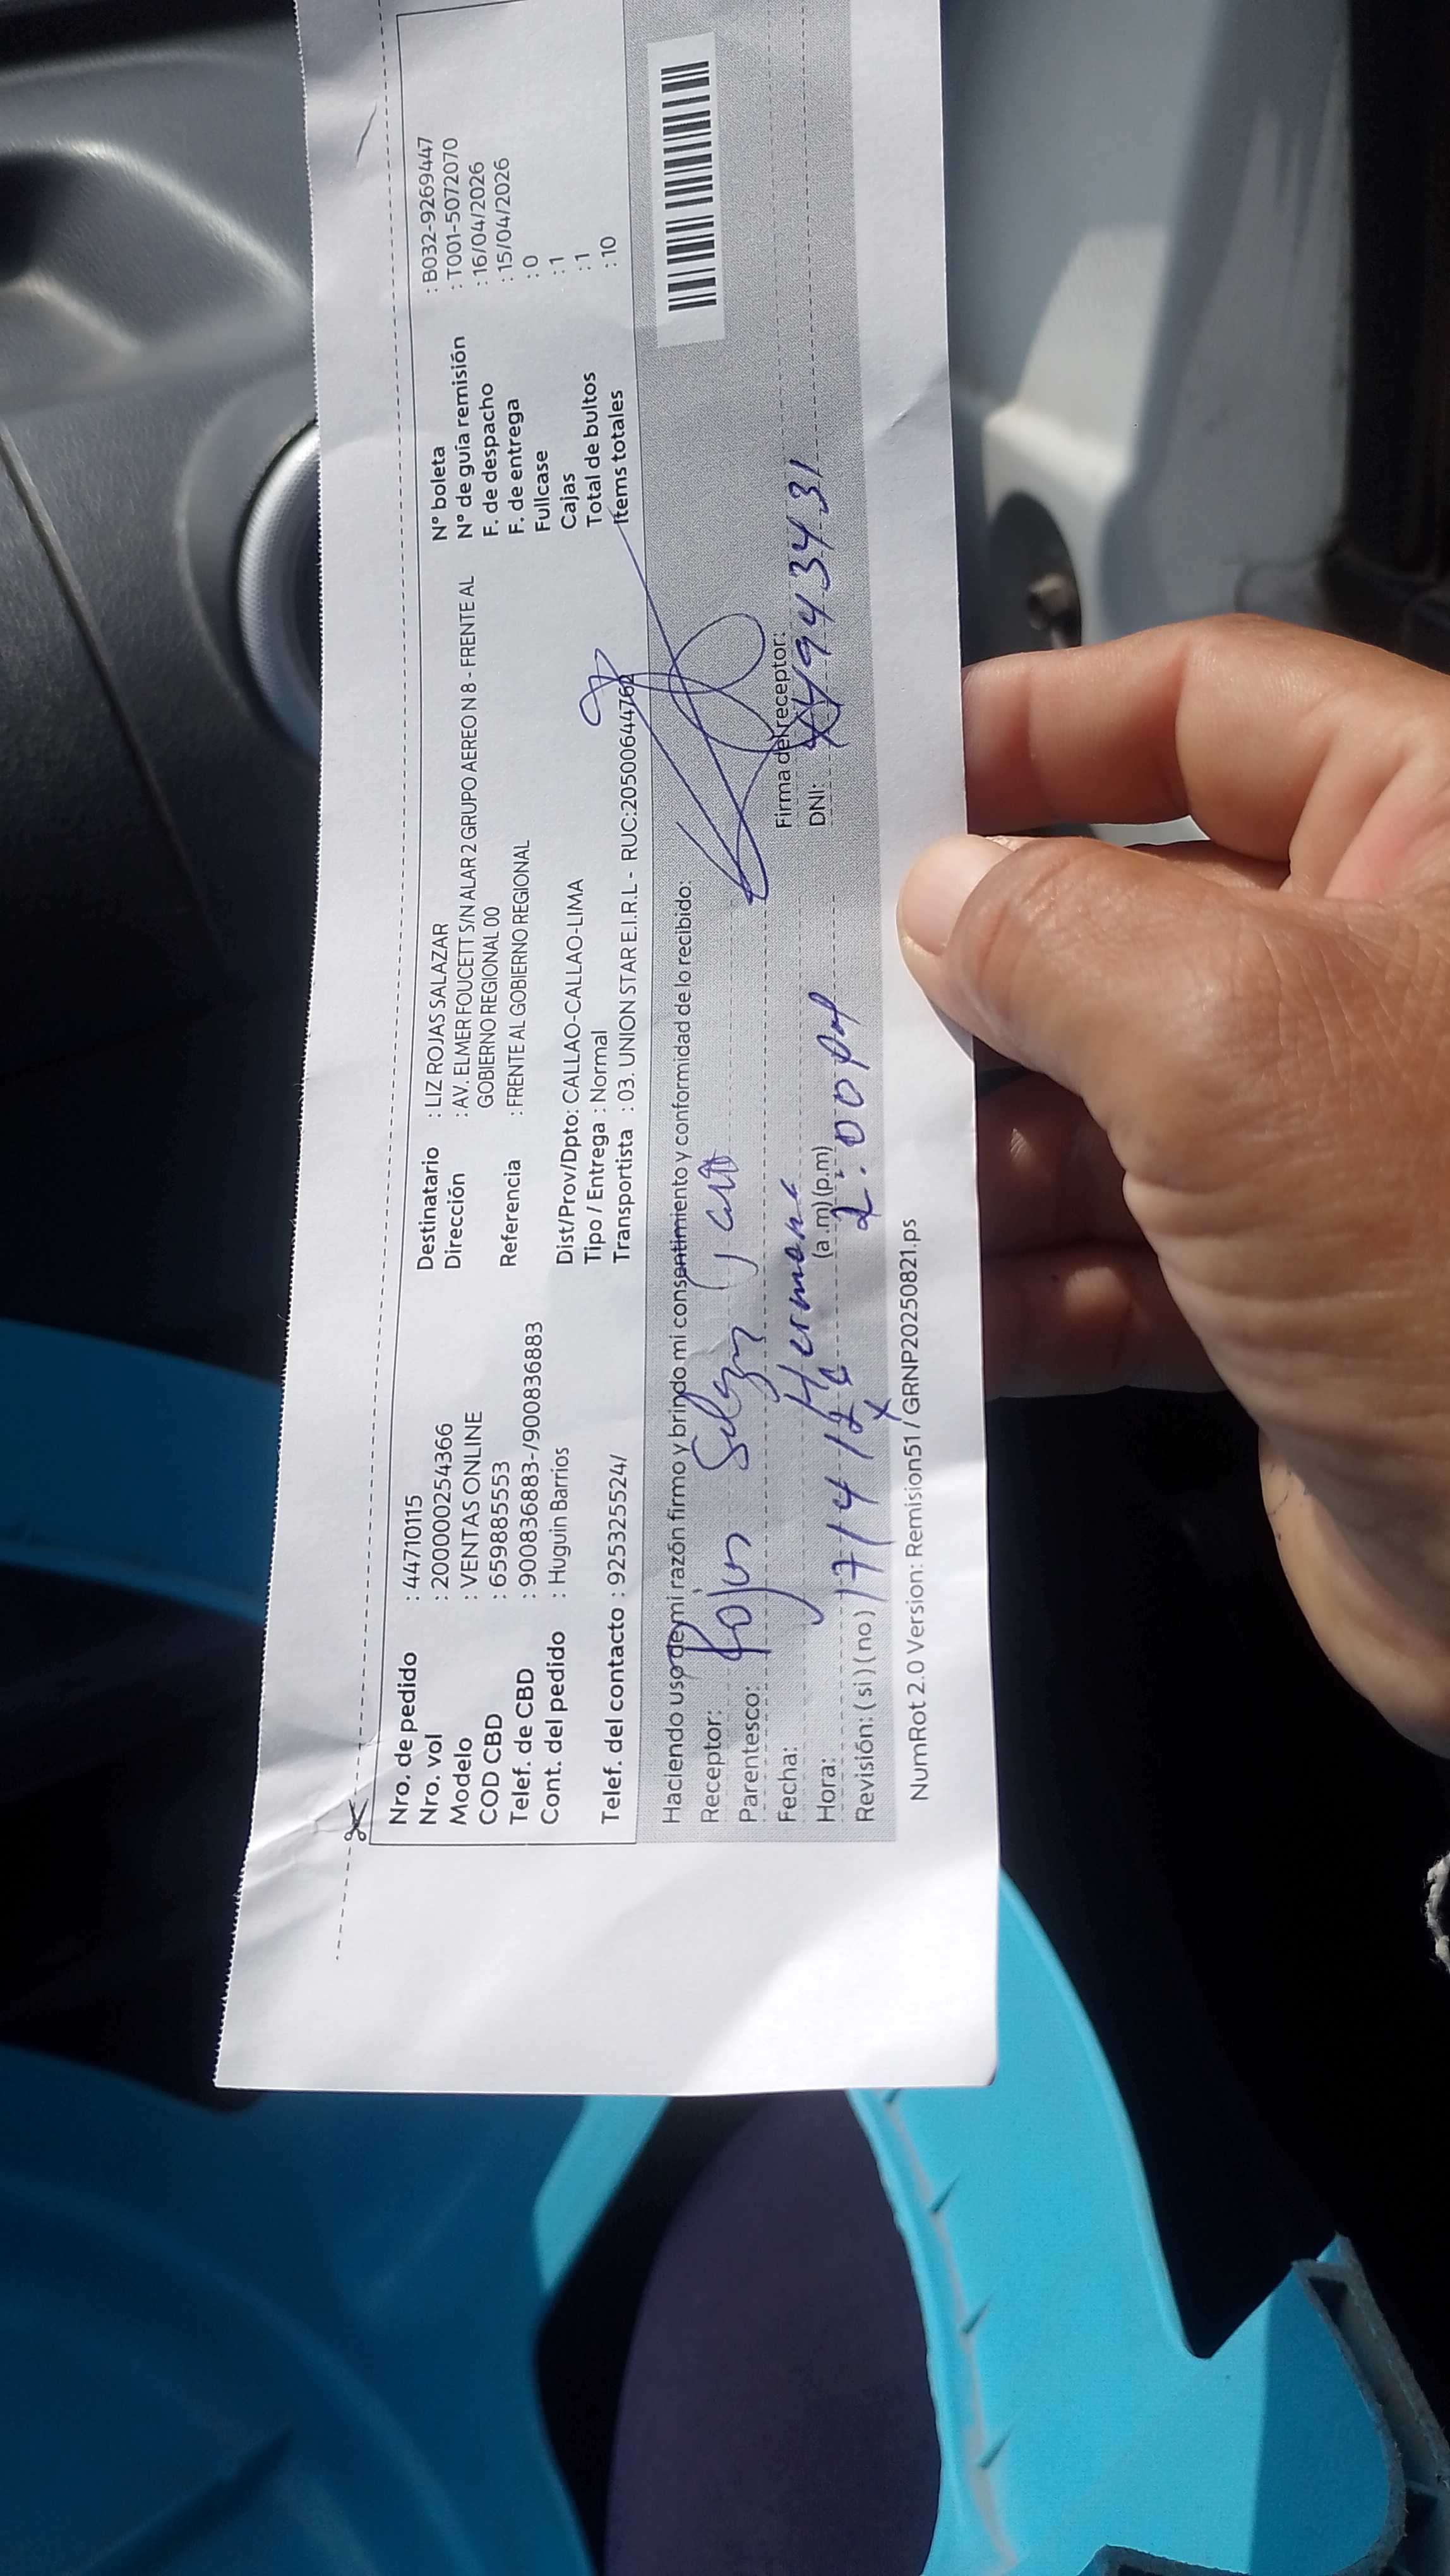 Nro. de pedido : 44710115
Nro. vol : 200000254366
Modelo : VENTAS ONLINE
COD CBD : 659885553
Telef. de CBD : 900836883-/900836883
Cont. del pedido : Huguin Barrios
Telef. del contacto : 925325524/
Destinatario : LIZ ROJAS SALAZAR
Dirección : AV. ELMER FOUCETT S/N ALAR 2 GRUPO AEREO N 8 - FRENTE AL
GOBIERNO REGIONAL 00
Referencia : FRENTE AL GOBIERNO REGIONAL
Dist/Prov/Dpto: CALLAO-CALLAO-LIMA
Tipo / Entrega : Normal
Transportista : 03. UNION STAR E.I.R.L - RUC:20500644762
N° boleta : B032-9269447
N° de guía remisión : T001-5072070
F. de despacho : 16/04/2026
F. de entrega : 15/04/2026
Fullcase : 0
Cajas : 1
Total de bultos : 1
Items totales : 10
Haciendo uso de mi razón firmo y brindo mi consentimiento y conformidad de lo recibido:
Receptor: Rojas
Parentesco: Hermana
Fecha: 17/4/
Hora: (a.m) (p.m) 2:00 pm
Revisión: ( si ) ( no )
Firma del receptor:
DNI: 4943431
NumRot 2.0 Version: Remision51 / GRNP20250821.ps